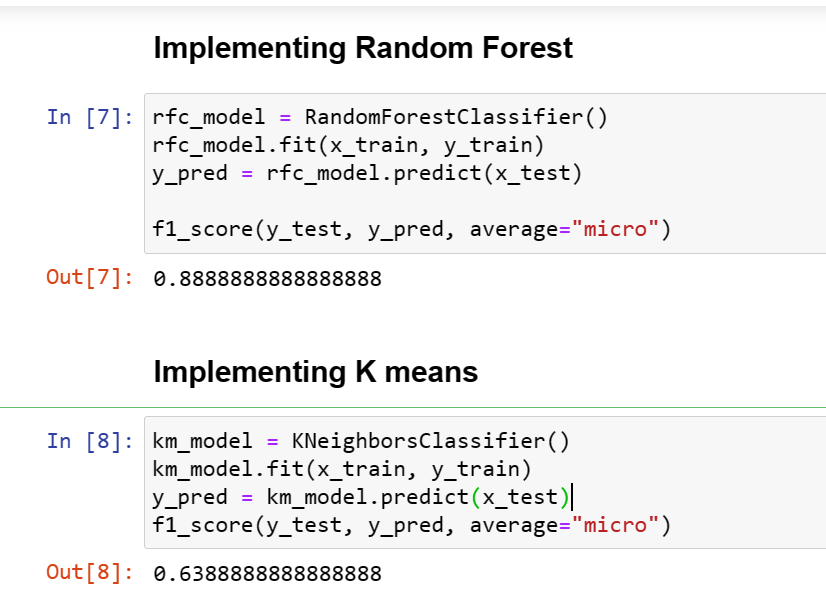 Implementing Random Forest
In [7]: rfc_model = RandomForestClassifier()
rfc_model.fit(x_train, y_train)
y_pred = rfc_model.predict(x_test)
f1_score(y_test, y_pred, average="micro")
Out[7]: 0.8888888888888888
Implementing K means
In [8]: km_model = KNeighborsClassifier()
km_model.fit(x_train, y_train)
y_pred = km_model.predict(x_test)
f1_score(y_test, y_pred, average="micro")
Out[8]: 0.6388888888888888